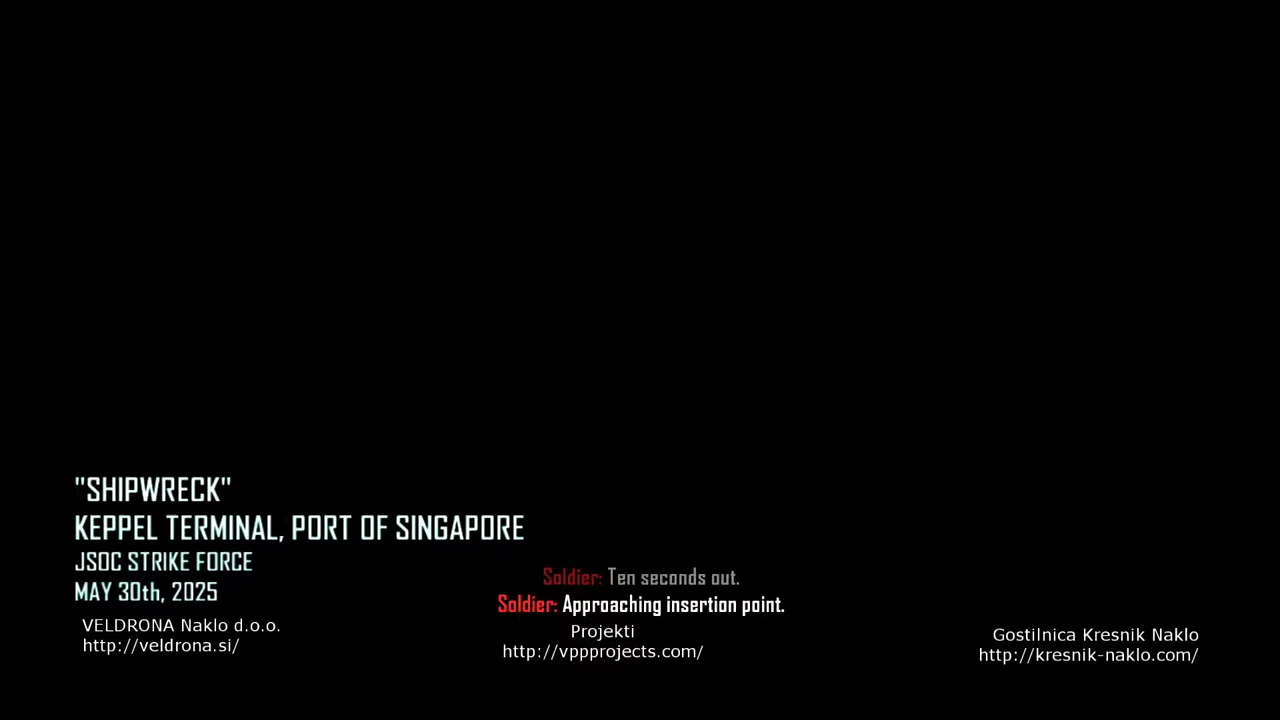 "SHIPWRECK"
KEPPEL TERMINAL, PORT OF SINGAPORE
JSOC STRIKE FORCE
MAY 30th, 2025
Soldier: Ten seconds out.
Soldier: Approaching insertion point.
VELDRONA Naklo d.o.o.
http://veldrona.si/
Projekti
http://vppprojects.com/
Gostilnica Kresnik Naklo
http://kresnik-naklo.com/